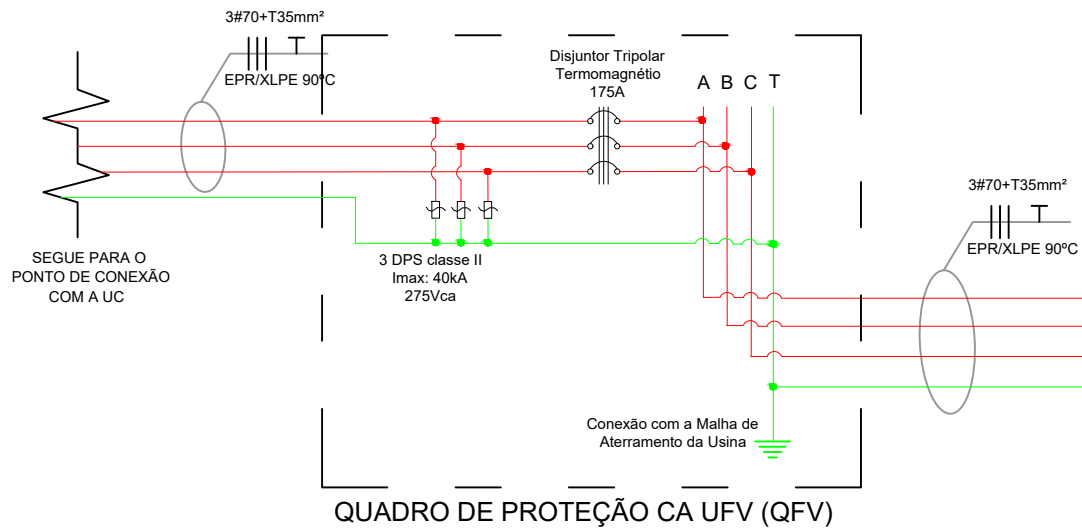 3#70+T35mm²
EPR/XLPE 90ºC
SEGUE PARA O
PONTO DE CONEXÃO
COM A UC
Disjuntor Tripolar
Termomagnétio
175A
A B C T
3 DPS classe II
Imax: 40kA
275Vca
3#70+T35mm²
EPR/XLPE 90ºC
Conexão com a Malha de
Aterramento da Usina
QUADRO DE PROTEÇÃO CA UFV (QFV)